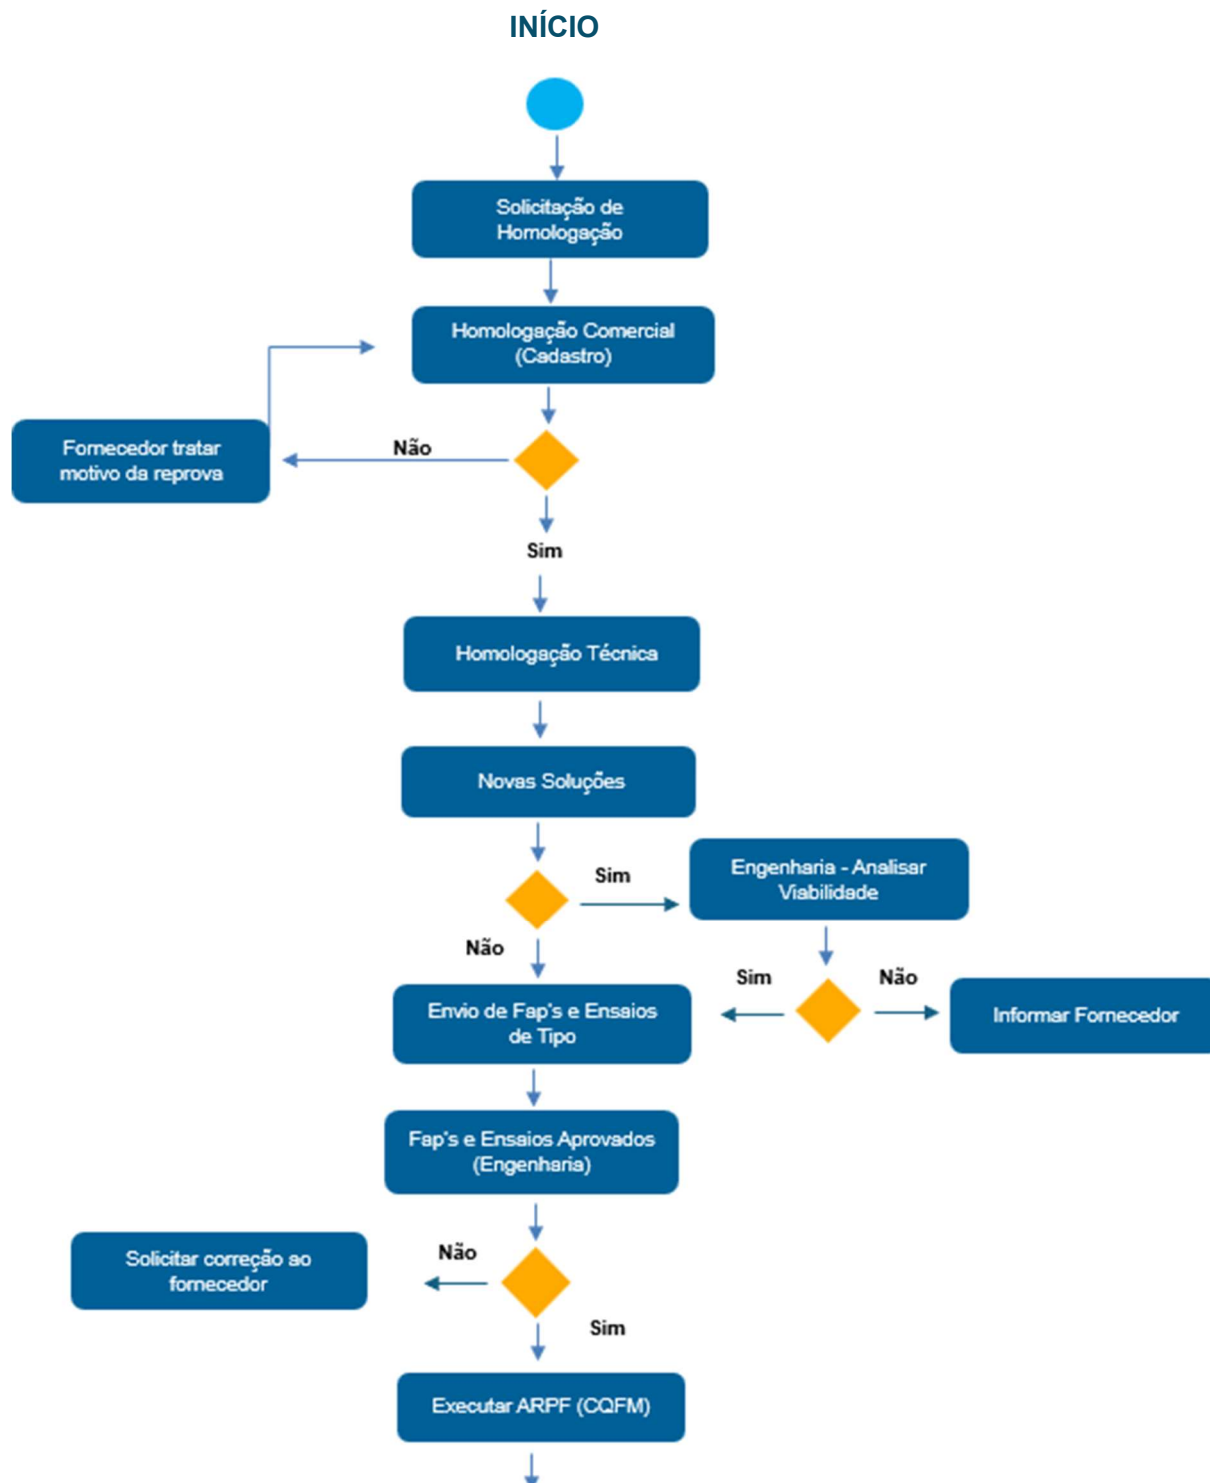 INÍCIO
Solicitação de
Homologação
Homologação Comercial
(Cadastro)
Fornecedor tratar
motivo da reprova
Não
Sim
Homologação Técnica
Novas Soluções
Sim
Engenharia - Analisar
Viabilidade
Não
Sim
Não
Envio de Fap's e Ensaios
de Tipo
Informar Fornecedor
Fap's e Ensaios Aprovados
(Engenharia)
Não
Solicitar correção ao
fornecedor
Sim
Executar ARPF (CQFM)